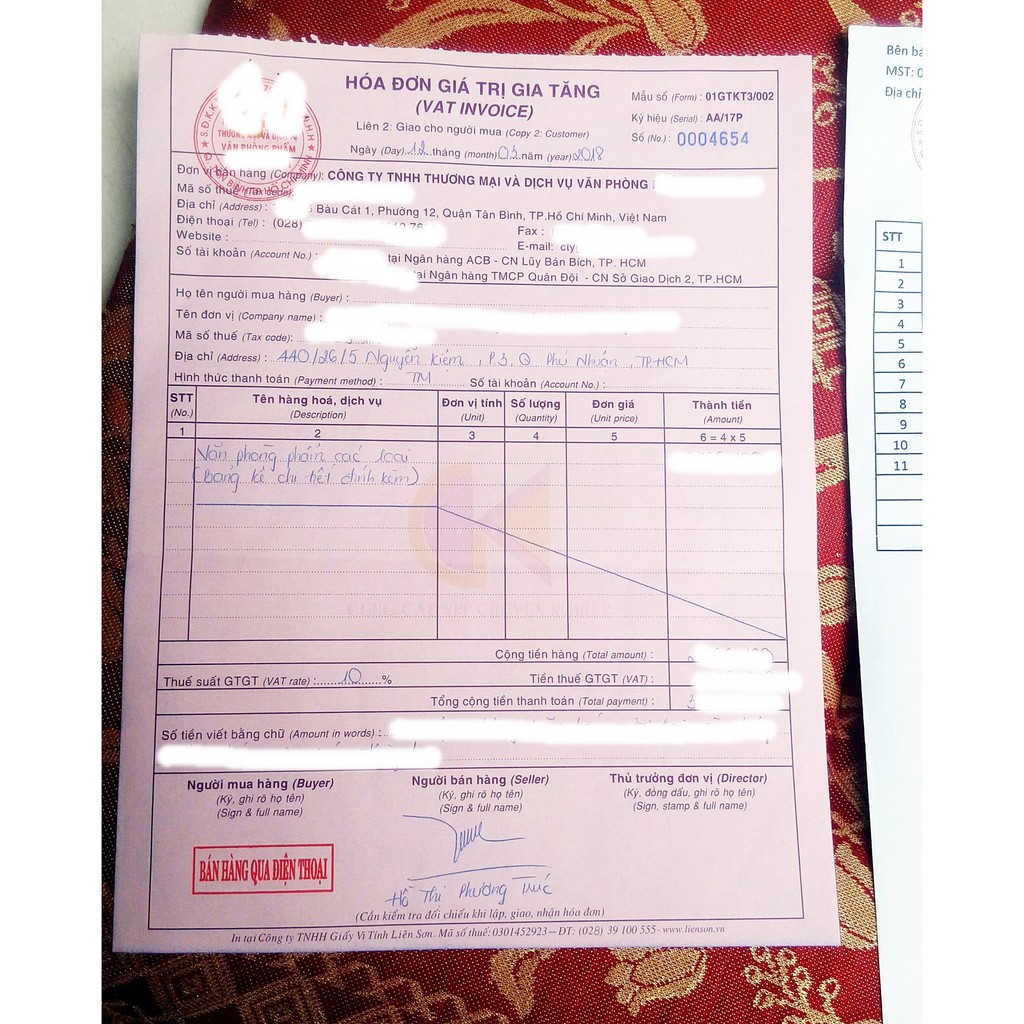 HÓA ĐƠN GIÁ TRỊ GIA TĂNG
(VAT INVOICE)
Liên 2: Giao cho người mua (Copy 2: Customer)
Ngày (Day) 12 tháng (month) 03 năm (year) 2018
Mẫu số (Form) : 01GTKT3/002
Ký hiệu (Serial) : AA/17P
Số (No.) : 0004654
THƯƠNG MẠI VÀ DỊCH VỤ
VĂN PHÒNG PHẨM
Đơn vị bán hàng (Company): CÔNG TY TNHH THƯƠNG MẠI VÀ DỊCH VỤ VĂN PHÒNG
Mã số thuế (Tax code)
Địa chỉ (Address) : Bàu Cát 1, Phường 12, Quận Tân Bình, TP.Hồ Chí Minh, Việt Nam
Điện thoại (Tel) : (028) Fax :
Website : E-mail: cty
Số tài khoản (Account No.) : tại Ngân hàng ACB - CN Lũy Bán Bích, TP. HCM
tại Ngân hàng TMCP Quân Đội - CN Sở Giao Dịch 2, TP.HCM
Họ tên người mua hàng (Buyer) :
Tên đơn vị (Company name) :
Mã số thuế (Tax code):
Địa chỉ (Address) : 440/26/5 Nguyễn Kiệm, P3, Q Phú Nhuận, TP.HCM
Hình thức thanh toán (Payment method) : TM Số tài khoản (Account No.) :
STT Tên hàng hoá, dịch vụ Đơn vị tính Số lượng Đơn giá Thành tiền
(No.) (Description) (Unit) (Quantity) (Unit price) (Amount)
1 2 3 4 5 6 = 4 x 5
Văn phòng phẩm các loại
(bảng kê chi tiết đính kèm)
CUNG CẤP VPP CHUYÊN NGHIỆP
Cộng tiền hàng (Total amount) :
Thuế suất GTGT (VAT rate) : 10 % Tiền thuế GTGT (VAT) :
Tổng cộng tiền thanh toán (Total payment) :
Số tiền viết bằng chữ (Amount in words) :
Người mua hàng (Buyer) Người bán hàng (Seller) Thủ trưởng đơn vị (Director)
(Ký, ghi rõ họ tên) (Ký, ghi rõ họ tên) (Ký, đóng dấu, ghi rõ họ tên)
(Sign & full name) (Sign & full name) (Sign, stamp & full name)
BÁN HÀNG QUA ĐIỆN THOẠI
Hồ Thị Phương Trúc
(Cần kiểm tra đối chiếu khi lập, giao, nhận hóa đơn)
In tại Công ty TNHH Giấy Vi Tính Liên Sơn. Mã số thuế: 0301452923 -- ĐT: (028) 39 100 555 - www.lienson.vn
Bên
MST: 0
Địa chỉ
STT
1
2
3
4
5
6
7
8
9
10
11